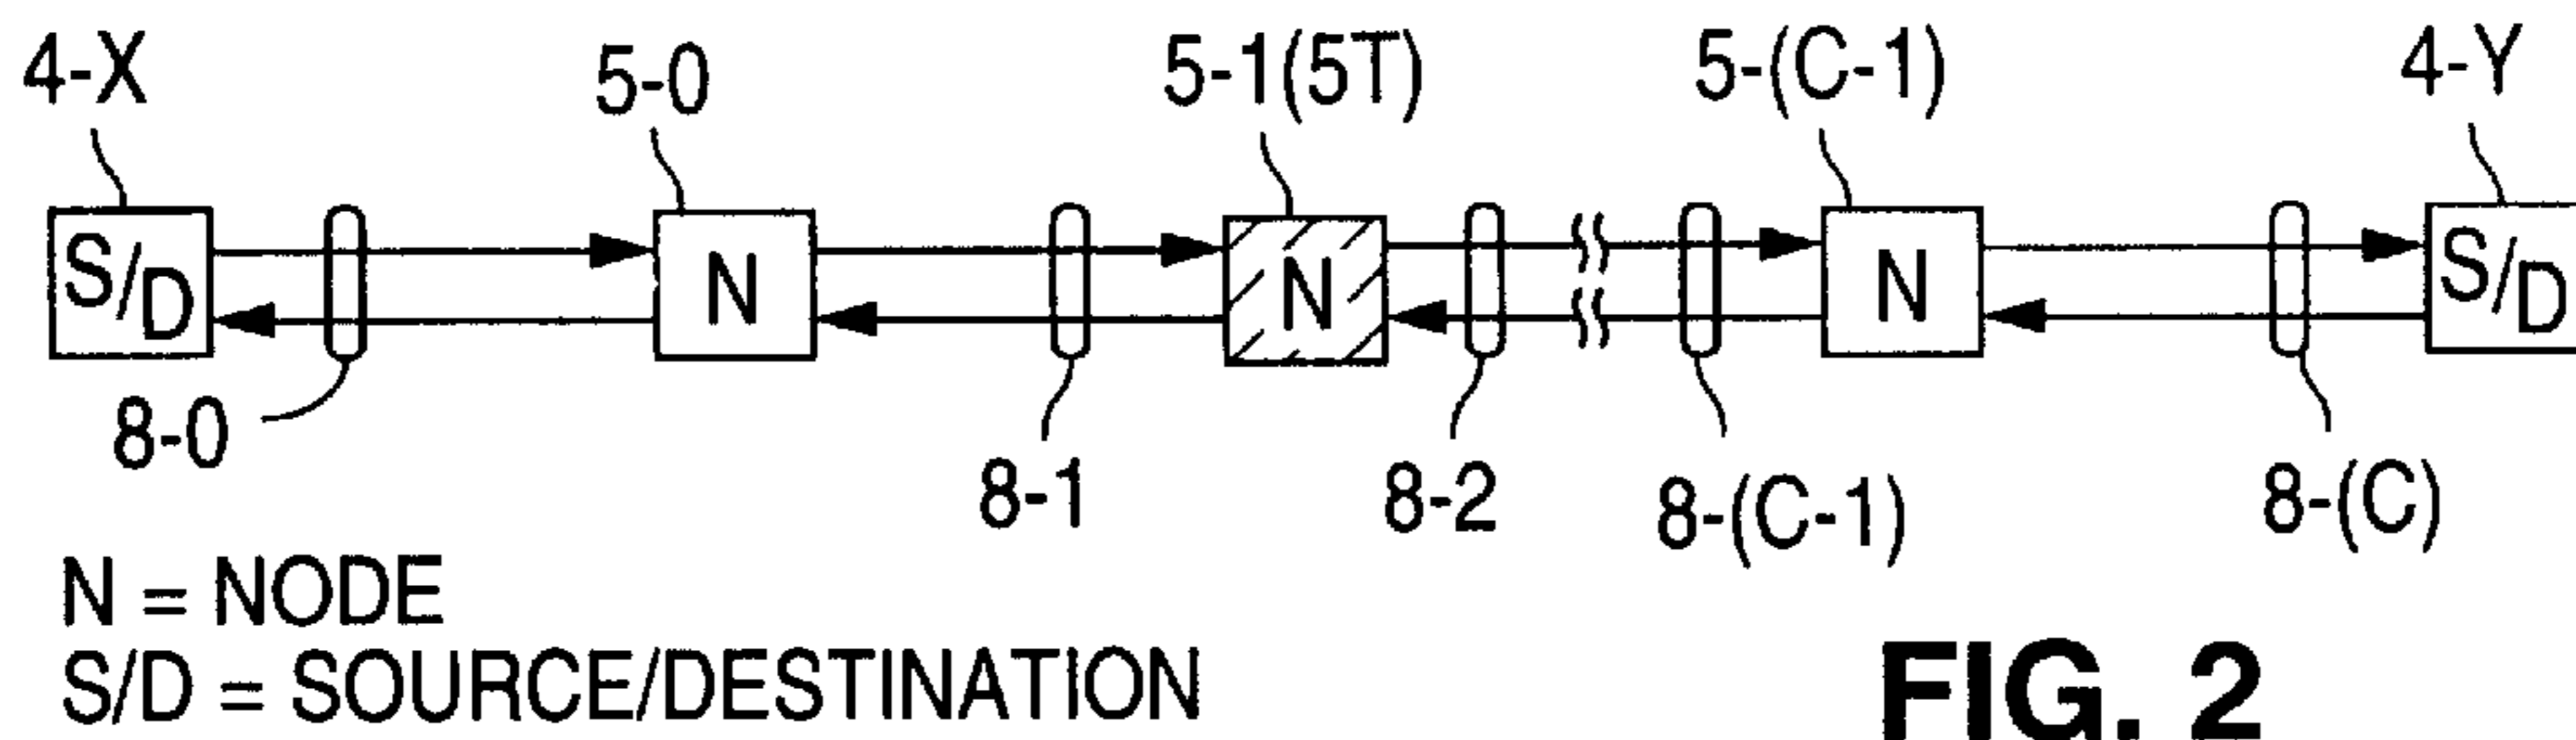 4-X
5-0
5-1(5T)
5-(C-1)
4-Y
S/D
N
N
N
S/D
8-0
8-1
8-2
8-(C-1)
8-(C)
N = NODE
S/D = SOURCE/DESTINATION
FIG. 2